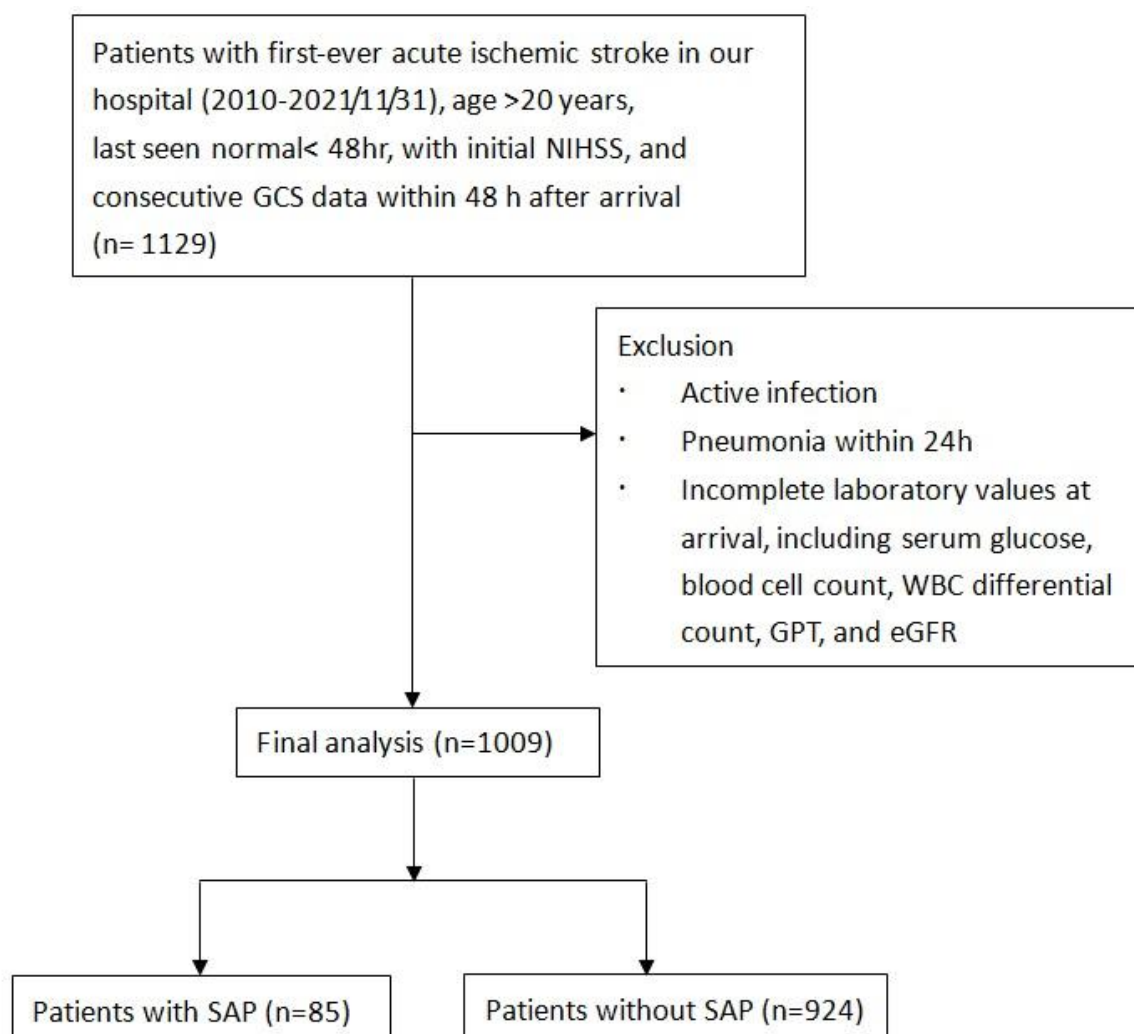 Patients with first-ever acute ischemic stroke in our
hospital (2010-2021/11/31), age >20 years,
last seen normal< 48hr, with initial NIHSS, and
consecutive GCS data within 48 h after arrival
(n= 1129)
Exclusion
· Active infection
· Pneumonia within 24h
· Incomplete laboratory values at
arrival, including serum glucose,
blood cell count, WBC differential
count, GPT, and eGFR
Final analysis (n=1009)
Patients with SAP (n=85)
Patients without SAP (n=924)